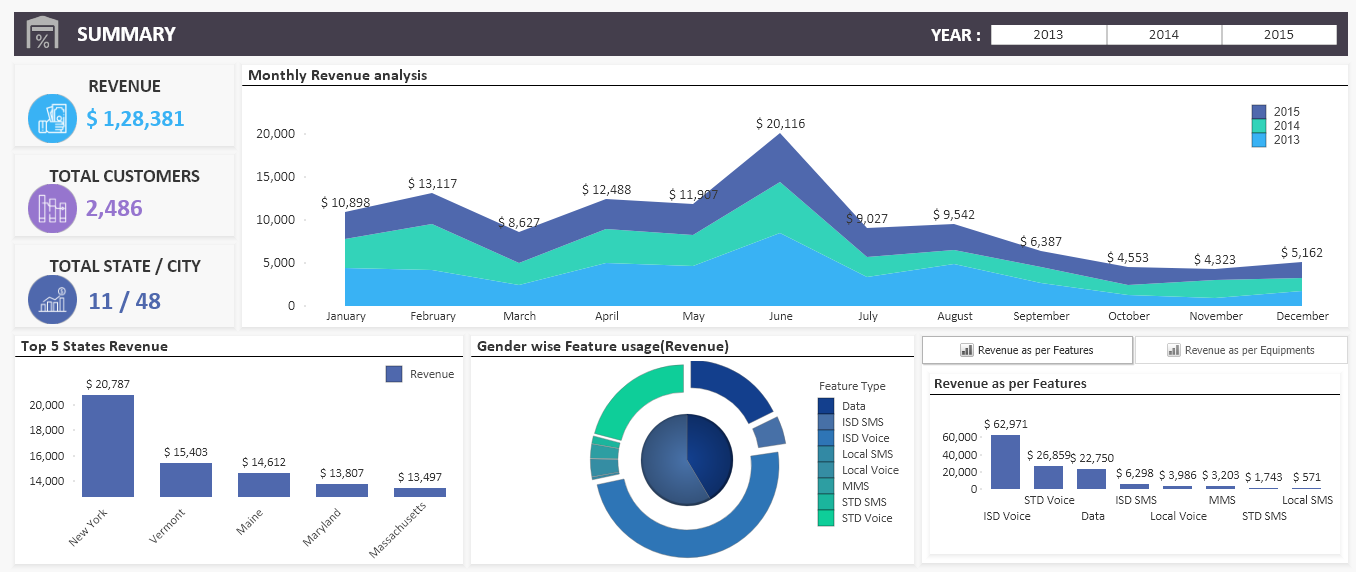 SUMMARY
YEAR :
2013
2014
2015
REVENUE
$ 1,28,381
TOTAL CUSTOMERS
2,486
TOTAL STATE / CITY
11 / 48
Monthly Revenue analysis
2015
2014
2013
20,000
15,000
10,000
5,000
0
$ 10,898
$ 13,117
$ 8,627
$ 12,488
$ 11,907
$ 20,116
$ 9,027
$ 9,542
$ 6,387
$ 4,553
$ 4,323
$ 5,162
January
February
March
April
May
June
July
August
September
October
November
December
Top 5 States Revenue
Revenue
20,000
18,000
16,000
14,000
$ 20,787
$ 15,403
$ 14,612
$ 13,807
$ 13,497
New York
Vermont
Maine
Maryland
Massachusetts
Gender wise Feature usage(Revenue)
Feature Type
Data
ISD SMS
ISD Voice
Local SMS
Local Voice
MMS
STD SMS
STD Voice
Revenue as per Features
Revenue as per Equipments
Revenue as per Features
60,000
40,000
20,000
0
$ 62,971
$ 26,859
$ 22,750
$ 6,298
$ 3,986
$ 3,203
$ 1,743
$ 571
ISD Voice
STD Voice
Data
ISD SMS
Local Voice
MMS
STD SMS
Local SMS